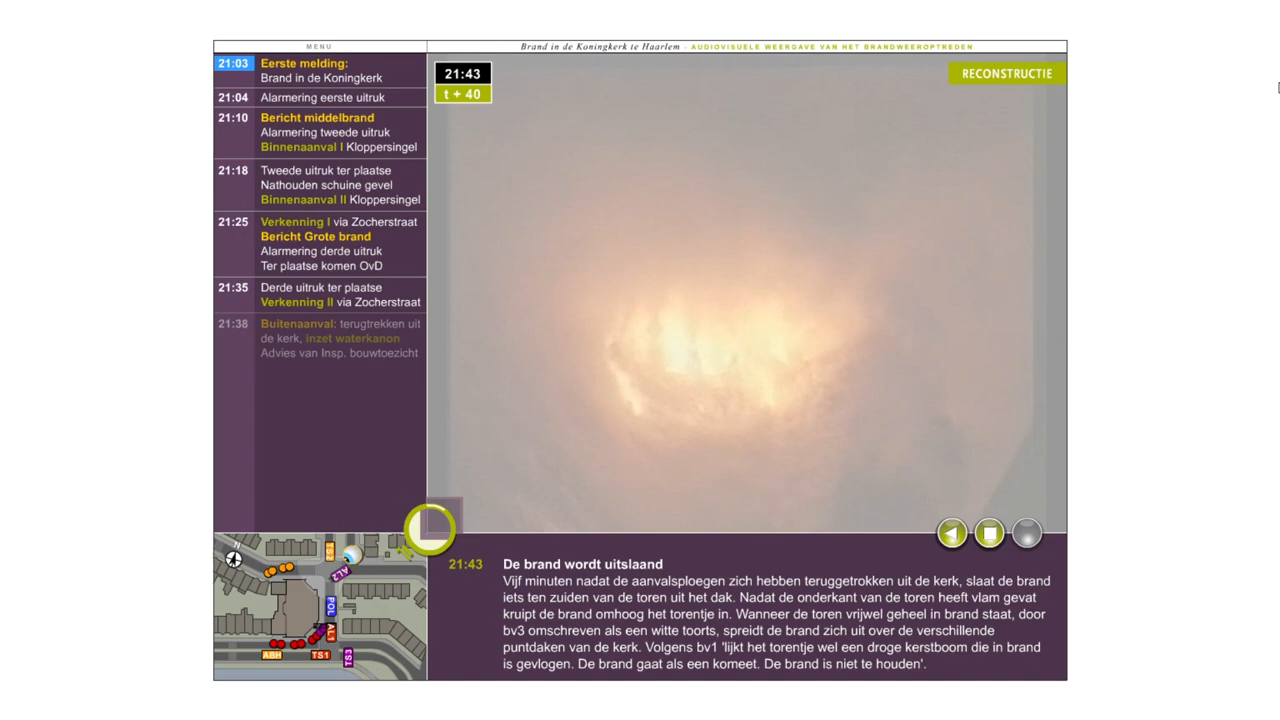 MENU
Brand in de Koningkerk te Haarlem - AUDIOVISUELE WEERGAVE VAN HET BRANDWEEROPTREDEN
21:03 Eerste melding:
Brand in de Koningkerk
21:04 Alarmering eerste uitruk
21:10 Bericht middelbrand
Alarmering tweede uitruk
Binnenaanval I Kloppersingel
21:18 Tweede uitruk ter plaatse
Nathouden schuine gevel
Binnenaanval II Kloppersingel
21:25 Verkenning I via Zocherstraat
Bericht Grote brand
Alarmering derde uitruk
Ter plaatse komen OvD
21:35 Derde uitruk ter plaatse
Verkenning II via Zocherstraat
21:38 Buitenaanval: terugtrekken uit
de kerk, inzet waterkanon
Advies van Insp. bouwtoezicht
21:43
t + 40
RECONSTRUCTIE
N
TS2
AL2
POL
AL1
ABH
TS1
TS3
21:43 De brand wordt uitslaand
Vijf minuten nadat de aanvalsploegen zich hebben teruggetrokken uit de kerk, slaat de brand
iets ten zuiden van de toren uit het dak. Nadat de onderkant van de toren heeft vlam gevat
kruipt de brand omhoog het torentje in. Wanneer de toren vrijwel geheel in brand staat, door
bv3 omschreven als een witte toorts, spreidt de brand zich uit over de verschillende
puntdaken van de kerk. Volgens bv1 'lijkt het torentje wel een droge kerstboom die in brand
is gevlogen. De brand gaat als een komeet. De brand is niet te houden'.